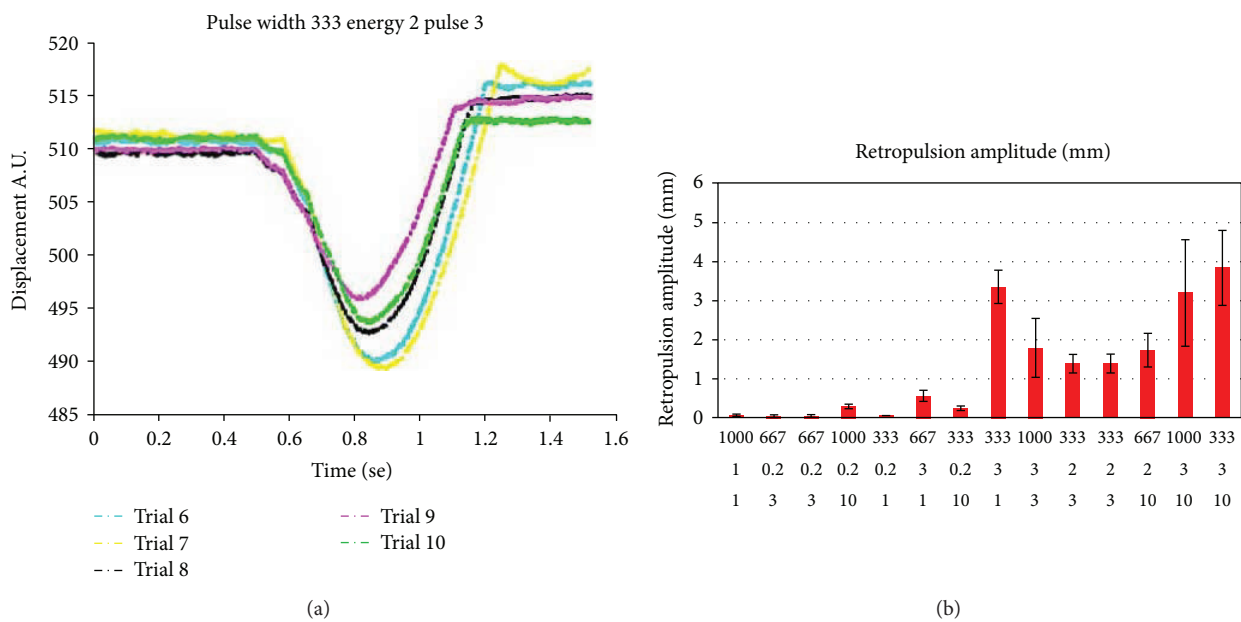 Pulse width 333 energy 2 pulse 3
520
515
510
505
500
495
490
485
Displacement A.U.
0 0.2 0.4 0.6 0.8 1 1.2 1.4 1.6
Time (se)
Trial 6
Trial 7
Trial 8
Trial 9
Trial 10
(a)
Retropulsion amplitude (mm)
Retropulsion amplitude (mm)
6
5
4
3
2
1
0
1000 667 667 1000 333 667 333 333 1000 333 333 667 1000 333
1 0.2 0.2 0.2 0.2 3 0.2 3 3 2 2 2 3 3
1 3 3 10 1 1 10 1 3 3 3 10 10 10
(b)